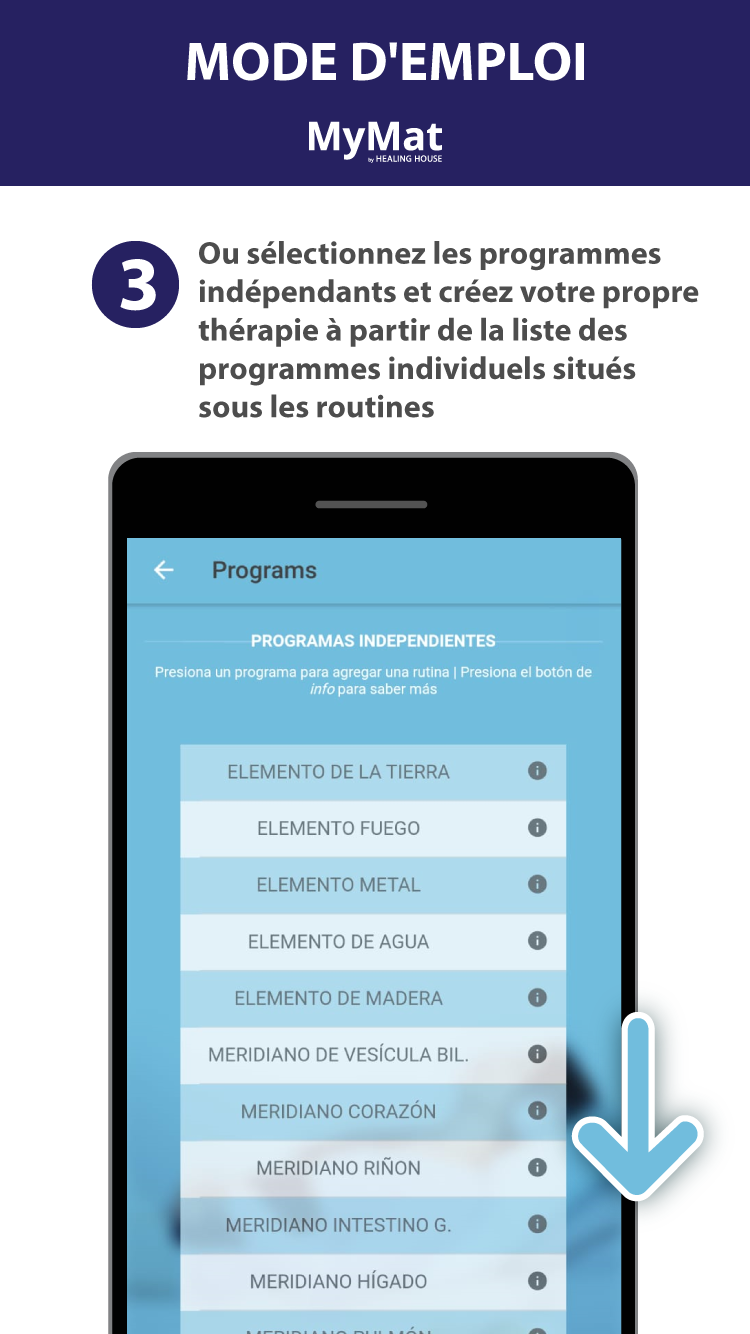 MODE D'EMPLOI
MyMat
by HEALING HOUSE
3
Ou sélectionnez les programmes
indépendants et créez votre propre
thérapie à partir de la liste des
programmes individuels situés
sous les routines
Programs
PROGRAMAS INDEPENDIENTES
Presiona un programa para agregar una rutina | Presiona el botón de
info para saber más
ELEMENTO DE LA TIERRA
ELEMENTO FUEGO
ELEMENTO METAL
ELEMENTO DE AGUA
ELEMENTO DE MADERA
MERIDIANO DE VESÍCULA BIL.
MERIDIANO CORAZÓN
MERIDIANO RIÑON
MERIDIANO INTESTINO G.
MERIDIANO HÍGADO
MERIDIANO PULMÓN